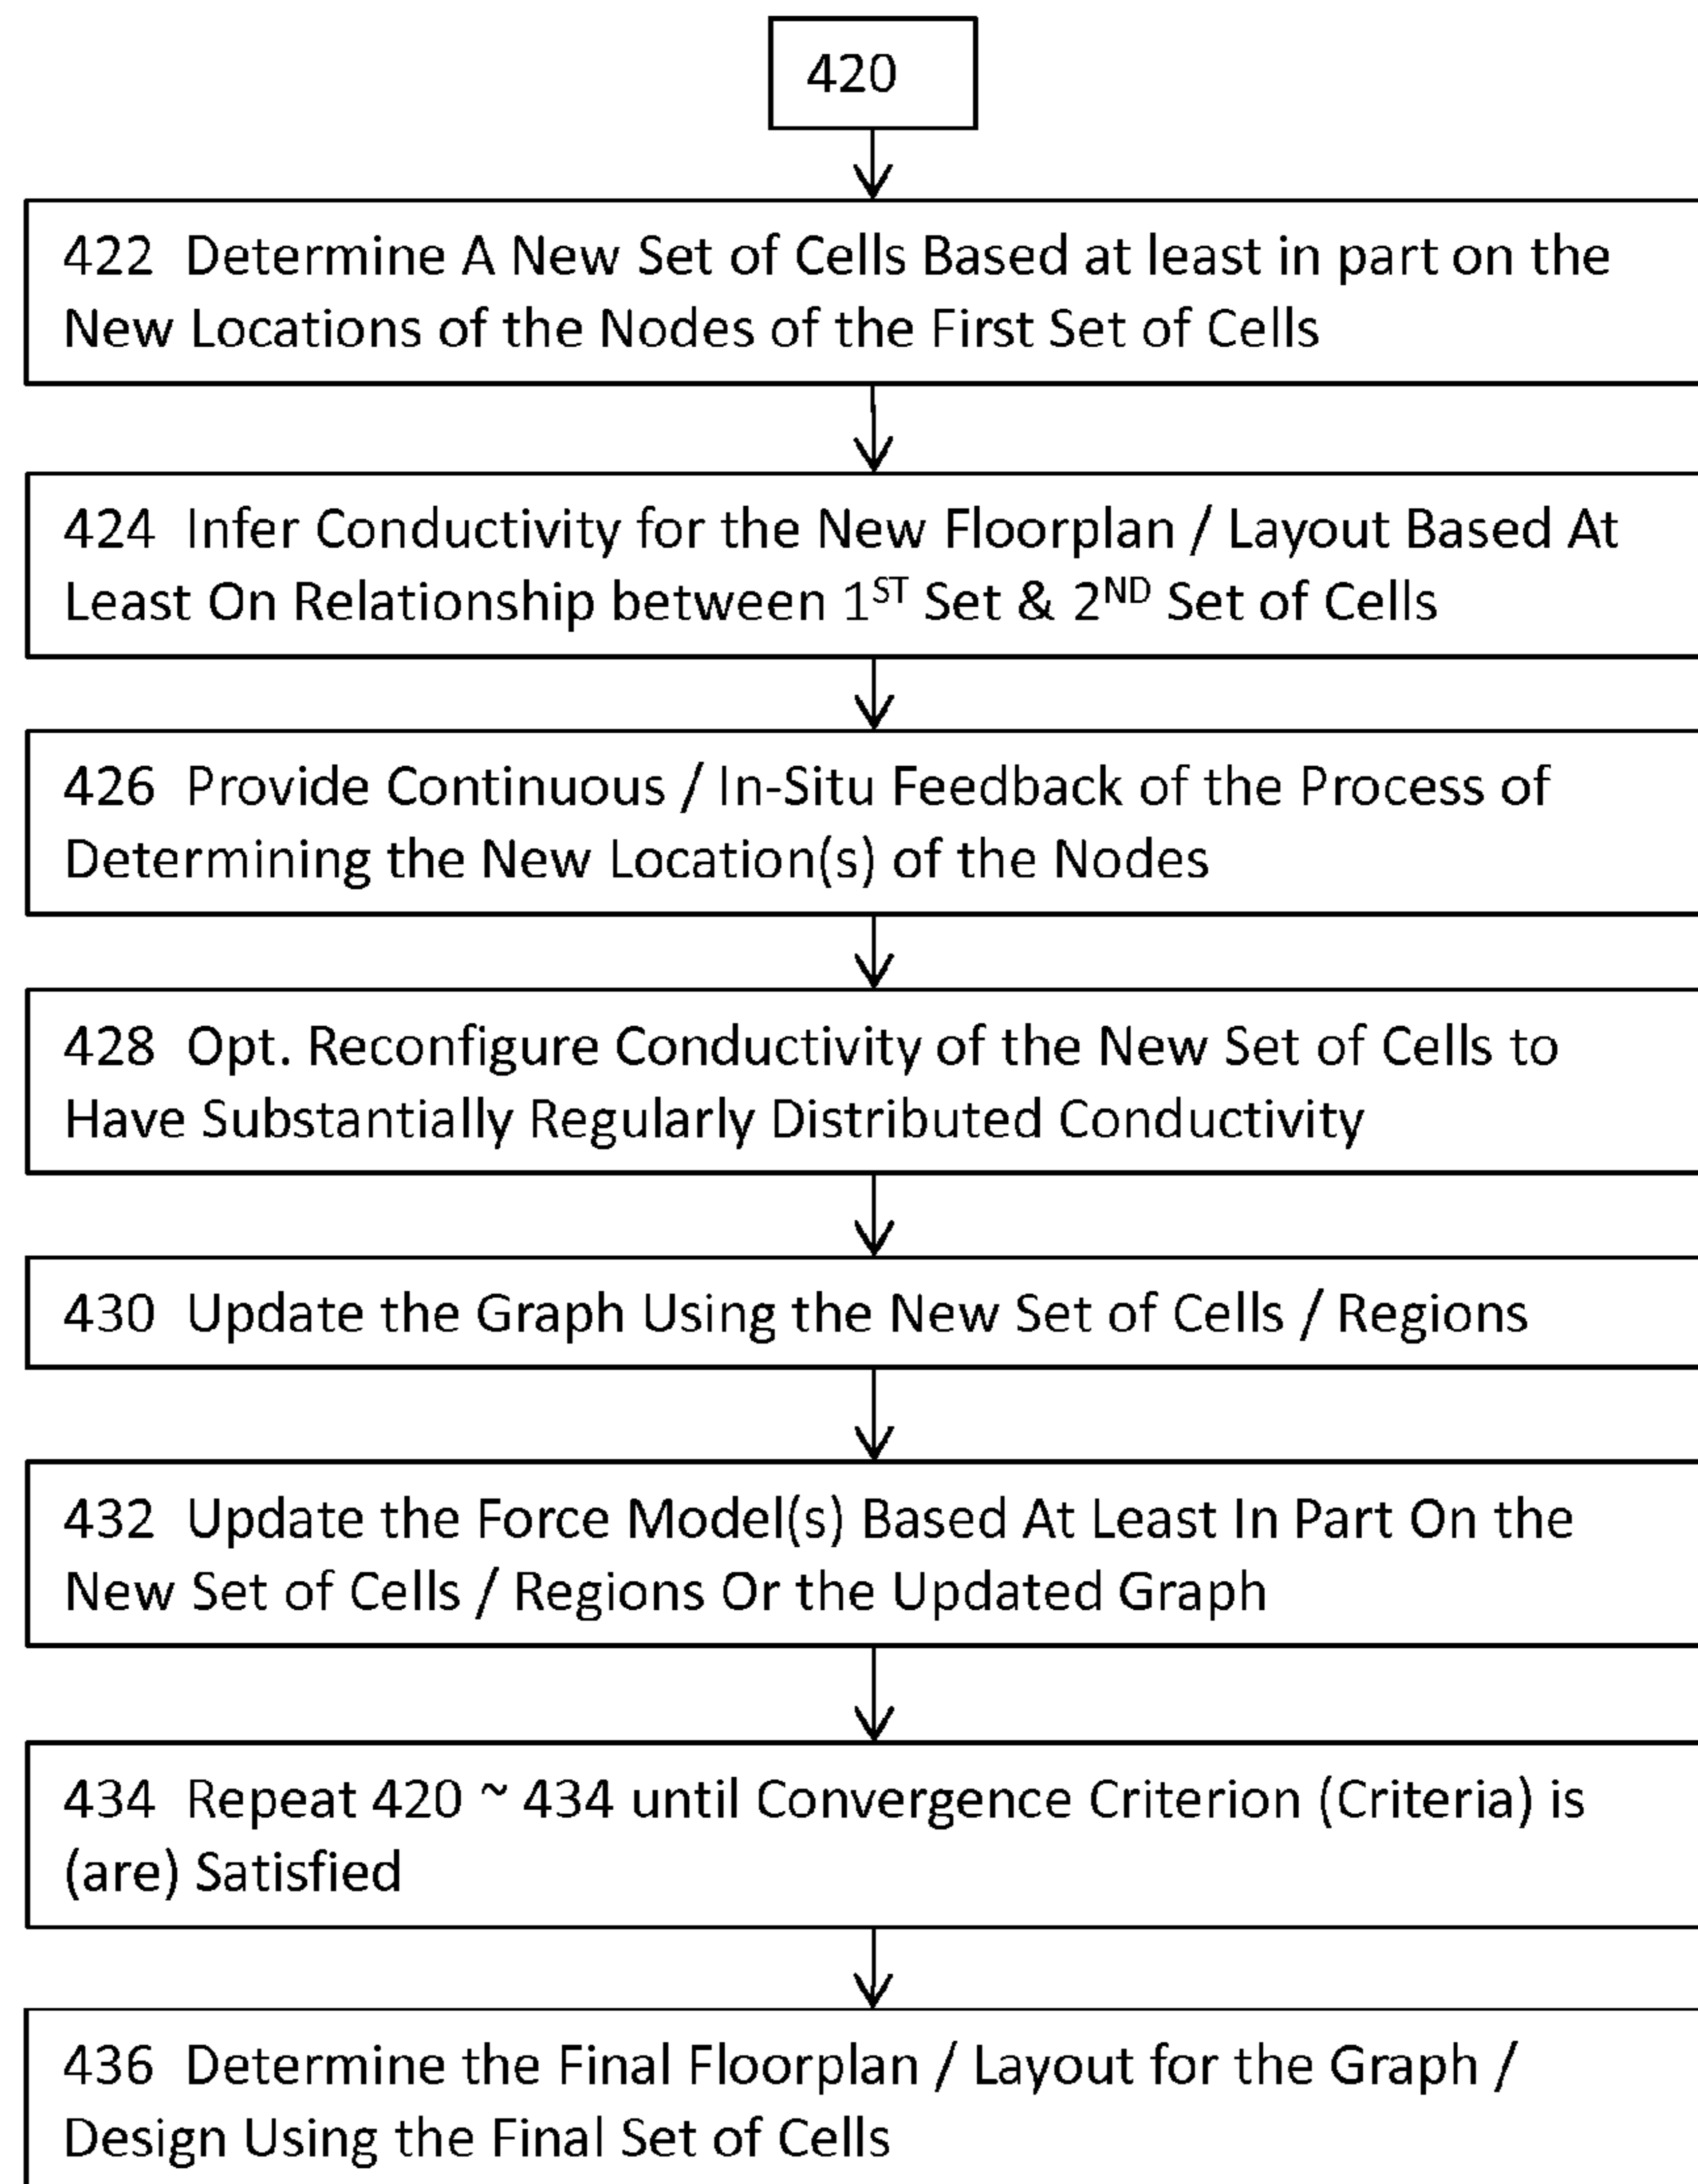 420
422 Determine A New Set of Cells Based at least in part on the
New Locations of the Nodes of the First Set of Cells
424 Infer Conductivity for the New Floorplan / Layout Based At
Least On Relationship between 1ST Set & 2ND Set of Cells
426 Provide Continuous / In-Situ Feedback of the Process of
Determining the New Location(s) of the Nodes
428 Opt. Reconfigure Conductivity of the New Set of Cells to
Have Substantially Regularly Distributed Conductivity
430 Update the Graph Using the New Set of Cells / Regions
432 Update the Force Model(s) Based At Least In Part On the
New Set of Cells / Regions Or the Updated Graph
434 Repeat 420 ~ 434 until Convergence Criterion (Criteria) is
(are) Satisfied
436 Determine the Final Floorplan / Layout for the Graph /
Design Using the Final Set of Cells